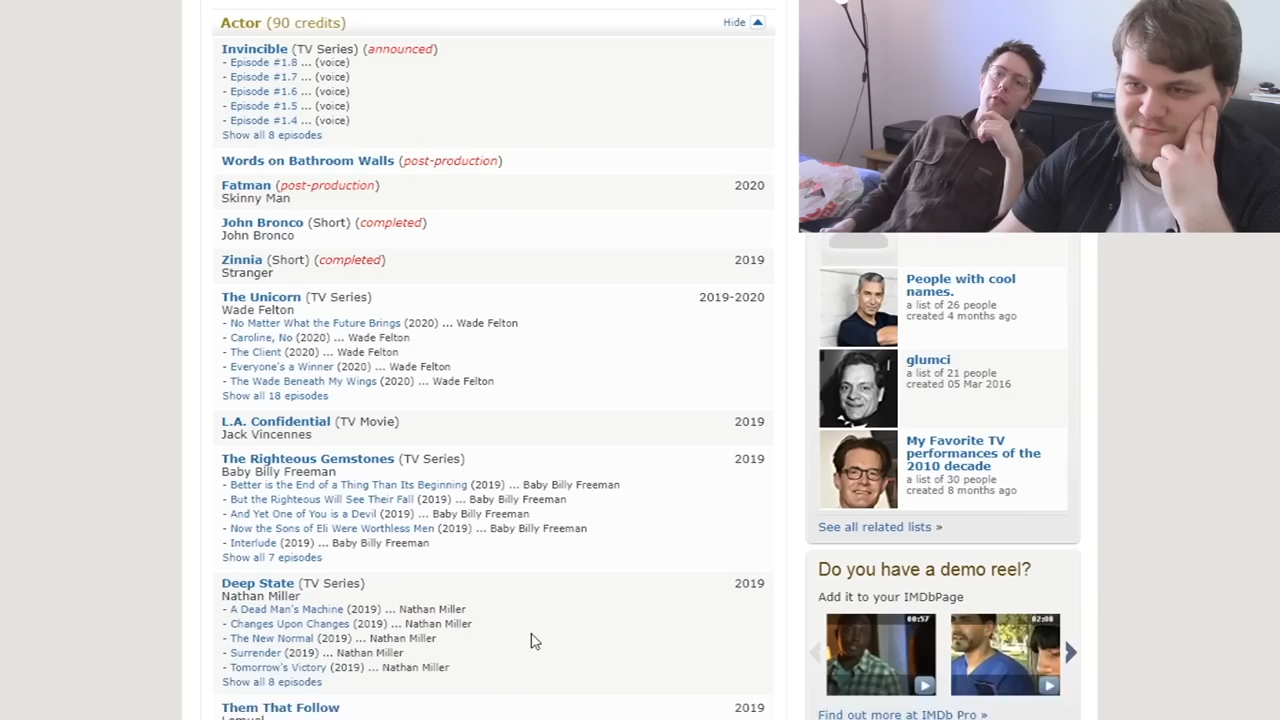 Actor (90 credits)
Hide
Invincible (TV Series) (announced)
- Episode #1.8 ... (voice)
- Episode #1.7 ... (voice)
- Episode #1.6 ... (voice)
- Episode #1.5 ... (voice)
- Episode #1.4 ... (voice)
Show all 8 episodes
Words on Bathroom Walls (post-production)
Fatman (post-production) 2020
Skinny Man
John Bronco (Short) (completed)
John Bronco
Zinnia (Short) (completed) 2019
Stranger
The Unicorn (TV Series) 2019-2020
Wade Felton
- No Matter What the Future Brings (2020) ... Wade Felton
- Caroline, No (2020) ... Wade Felton
- The Client (2020) ... Wade Felton
- Everyone's a Winner (2020) ... Wade Felton
- The Wade Beneath My Wings (2020) ... Wade Felton
Show all 18 episodes
L.A. Confidential (TV Movie) 2019
Jack Vincennes
The Righteous Gemstones (TV Series) 2019
Baby Billy Freeman
- Better is the End of a Thing Than Its Beginning (2019) ... Baby Billy Freeman
- But the Righteous Will See Their Fall (2019) ... Baby Billy Freeman
- And Yet One of You is a Devil (2019) ... Baby Billy Freeman
- Now the Sons of Eli Were Worthless Men (2019) ... Baby Billy Freeman
- Interlude (2019) ... Baby Billy Freeman
Show all 7 episodes
Deep State (TV Series) 2019
Nathan Miller
- A Dead Man's Machine (2019) ... Nathan Miller
- Changes Upon Changes (2019) ... Nathan Miller
- The New Normal (2019) ... Nathan Miller
- Surrender (2019) ... Nathan Miller
- Tomorrow's Victory (2019) ... Nathan Miller
Show all 8 episodes
Them That Follow 2019
Lemuel
People with cool
names.
a list of 26 people
created 4 months ago
glumci
a list of 21 people
created 05 Mar 2016
My Favorite TV
performances of the
2010 decade
a list of 30 people
created 8 months ago
See all related lists »
Do you have a demo reel?
Add it to your IMDbPage
00:57
02:08
Find out more at IMDb Pro »